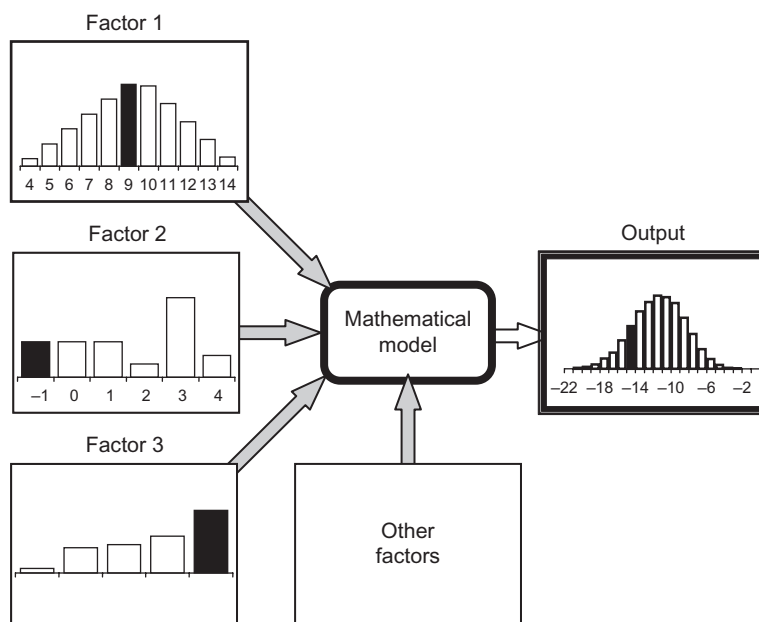 Factor 1
4 5 6 7 8 9 10 11 12 13 14
Factor 2
–1 0 1 2 3 4
Factor 3
Mathematical
model
Other
factors
Output
–22 –18 –14 –10 –6 –2